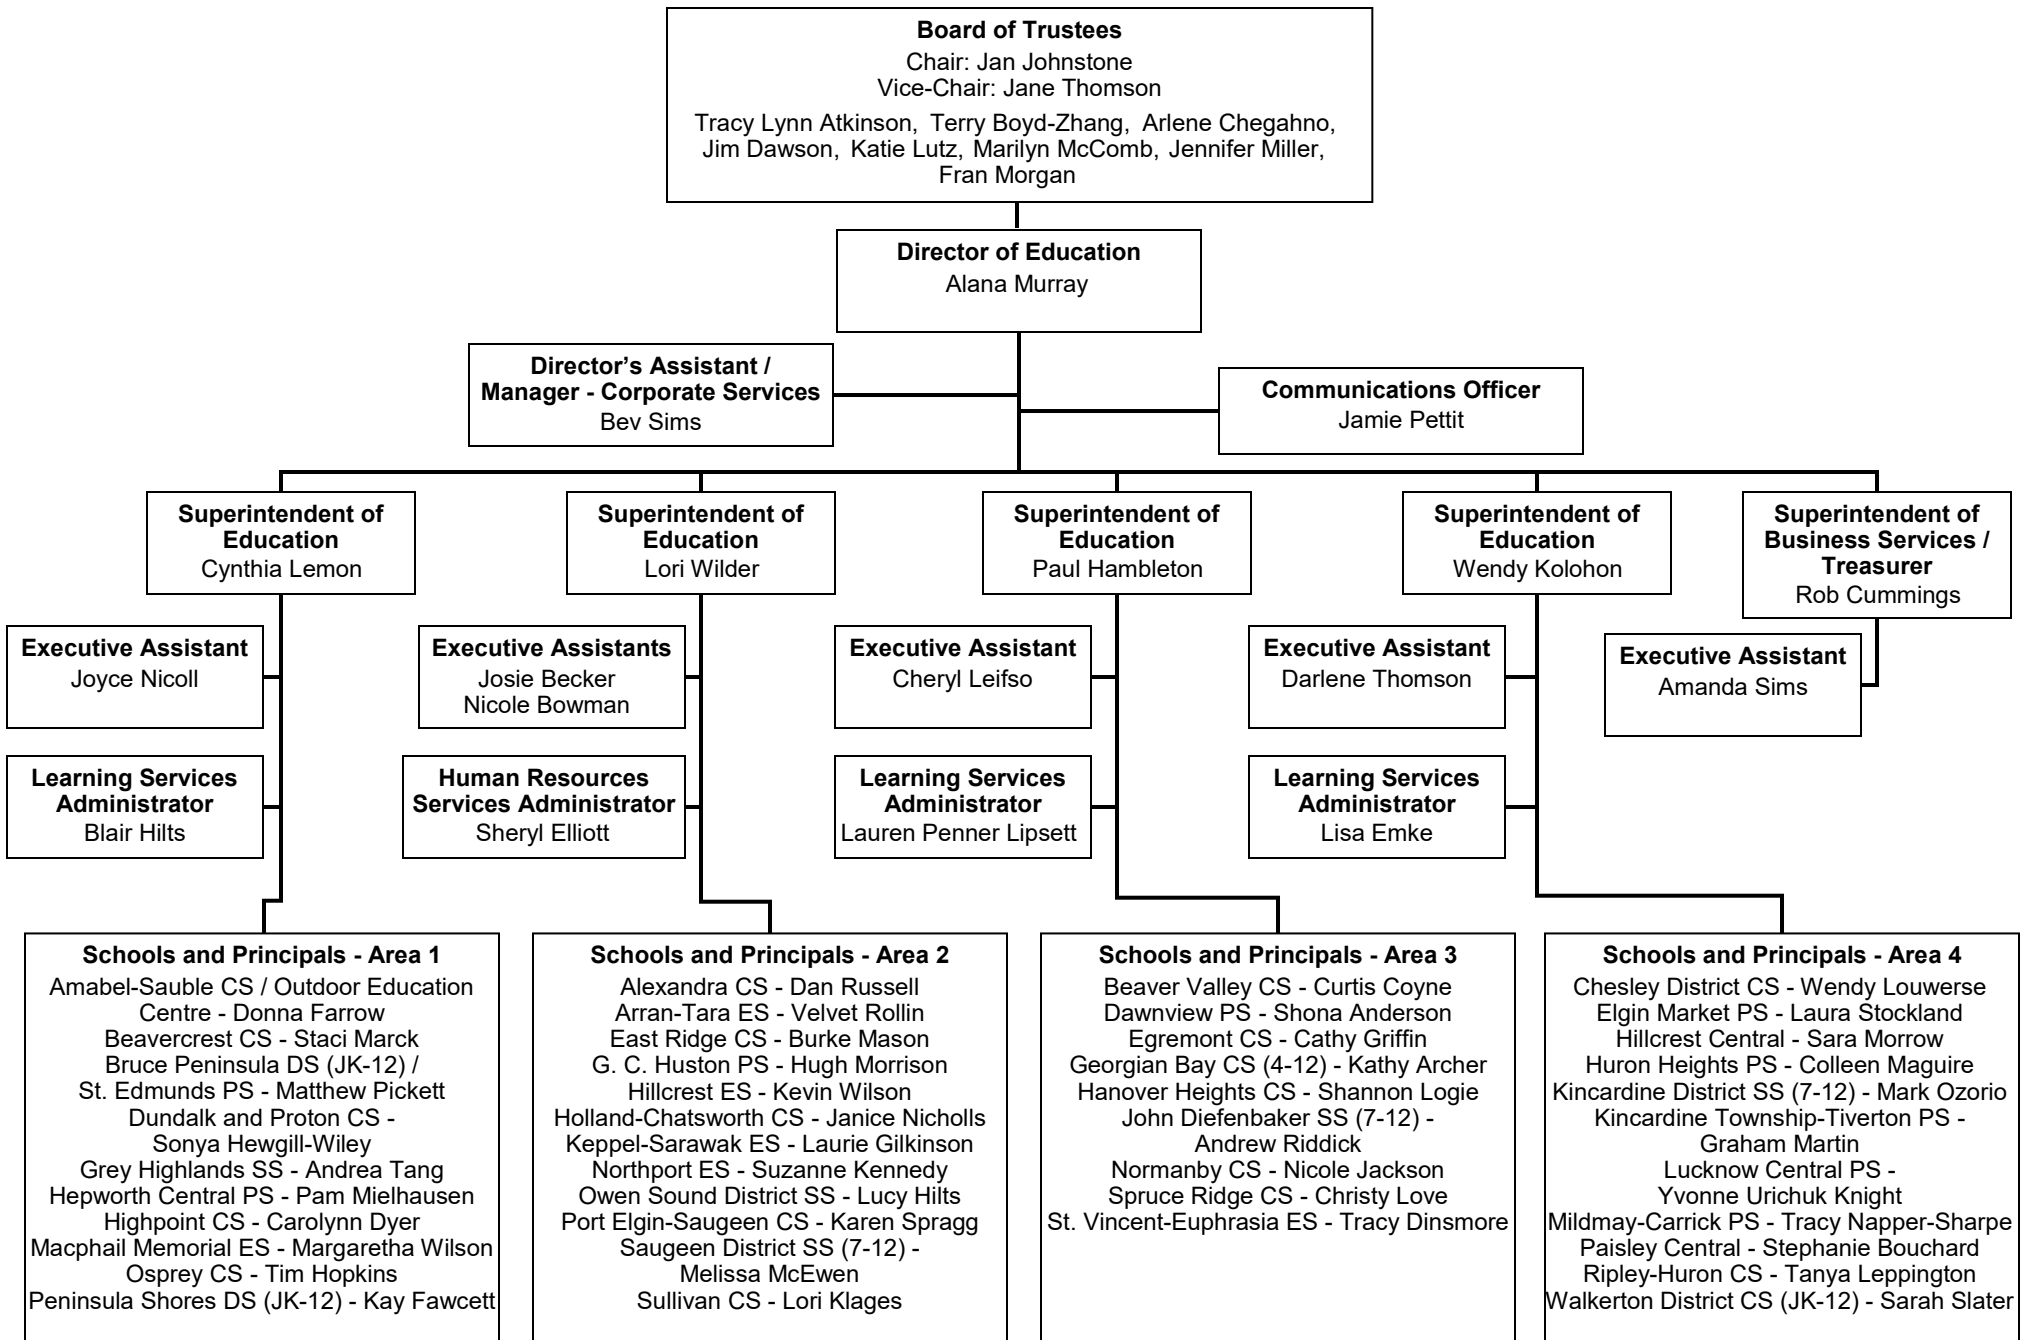 Board of Trustees
Chair: Jan Johnstone
Vice-Chair: Jane Thomson
Tracy Lynn Atkinson, Terry Boyd-Zhang, Arlene Chegahno,
Jim Dawson, Katie Lutz, Marilyn McComb, Jennifer Miller,
Fran Morgan
Director of Education
Alana Murray
Director’s Assistant /
Manager - Corporate Services
Bev Sims
Communications Officer
Jamie Pettit
Superintendent of
Education
Cynthia Lemon
Superintendent of
Education
Lori Wilder
Superintendent of
Education
Paul Hambleton
Superintendent of
Education
Wendy Kolohon
Superintendent of
Business Services /
Treasurer
Rob Cummings
Executive Assistant
Joyce Nicoll
Executive Assistants
Josie Becker
Nicole Bowman
Executive Assistant
Cheryl Leifso
Executive Assistant
Darlene Thomson
Executive Assistant
Amanda Sims
Learning Services
Administrator
Blair Hilts
Human Resources
Services Administrator
Sheryl Elliott
Learning Services
Administrator
Lauren Penner Lipsett
Learning Services
Administrator
Lisa Emke
Schools and Principals - Area 1
Amabel-Sauble CS / Outdoor Education
Centre - Donna Farrow
Beavercrest CS - Staci Marck
Bruce Peninsula DS (JK-12) /
St. Edmunds PS - Matthew Pickett
Dundalk and Proton CS -
Sonya Hewgill-Wiley
Grey Highlands SS - Andrea Tang
Hepworth Central PS - Pam Mielhausen
Highpoint CS - Carolynn Dyer
Macphail Memorial ES - Margaretha Wilson
Osprey CS - Tim Hopkins
Peninsula Shores DS (JK-12) - Kay Fawcett
Schools and Principals - Area 2
Alexandra CS - Dan Russell
Arran-Tara ES - Velvet Rollin
East Ridge CS - Burke Mason
G. C. Huston PS - Hugh Morrison
Hillcrest ES - Kevin Wilson
Holland-Chatsworth CS - Janice Nicholls
Keppel-Sarawak ES - Laurie Gilkinson
Northport ES - Suzanne Kennedy
Owen Sound District SS - Lucy Hilts
Port Elgin-Saugeen CS - Karen Spragg
Saugeen District SS (7-12) -
Melissa McEwen
Sullivan CS - Lori Klages
Schools and Principals - Area 3
Beaver Valley CS - Curtis Coyne
Dawnview PS - Shona Anderson
Egremont CS - Cathy Griffin
Georgian Bay CS (4-12) - Kathy Archer
Hanover Heights CS - Shannon Logie
John Diefenbaker SS (7-12) -
Andrew Riddick
Normanby CS - Nicole Jackson
Spruce Ridge CS - Christy Love
St. Vincent-Euphrasia ES - Tracy Dinsmore
Schools and Principals - Area 4
Chesley District CS - Wendy Louwerse
Elgin Market PS - Laura Stockland
Hillcrest Central - Sara Morrow
Huron Heights PS - Colleen Maguire
Kincardine District SS (7-12) - Mark Ozorio
Kincardine Township-Tiverton PS -
Graham Martin
Lucknow Central PS -
Yvonne Urichuk Knight
Mildmay-Carrick PS - Tracy Napper-Sharpe
Paisley Central - Stephanie Bouchard
Ripley-Huron CS - Tanya Leppington
Walkerton District CS (JK-12) - Sarah Slater